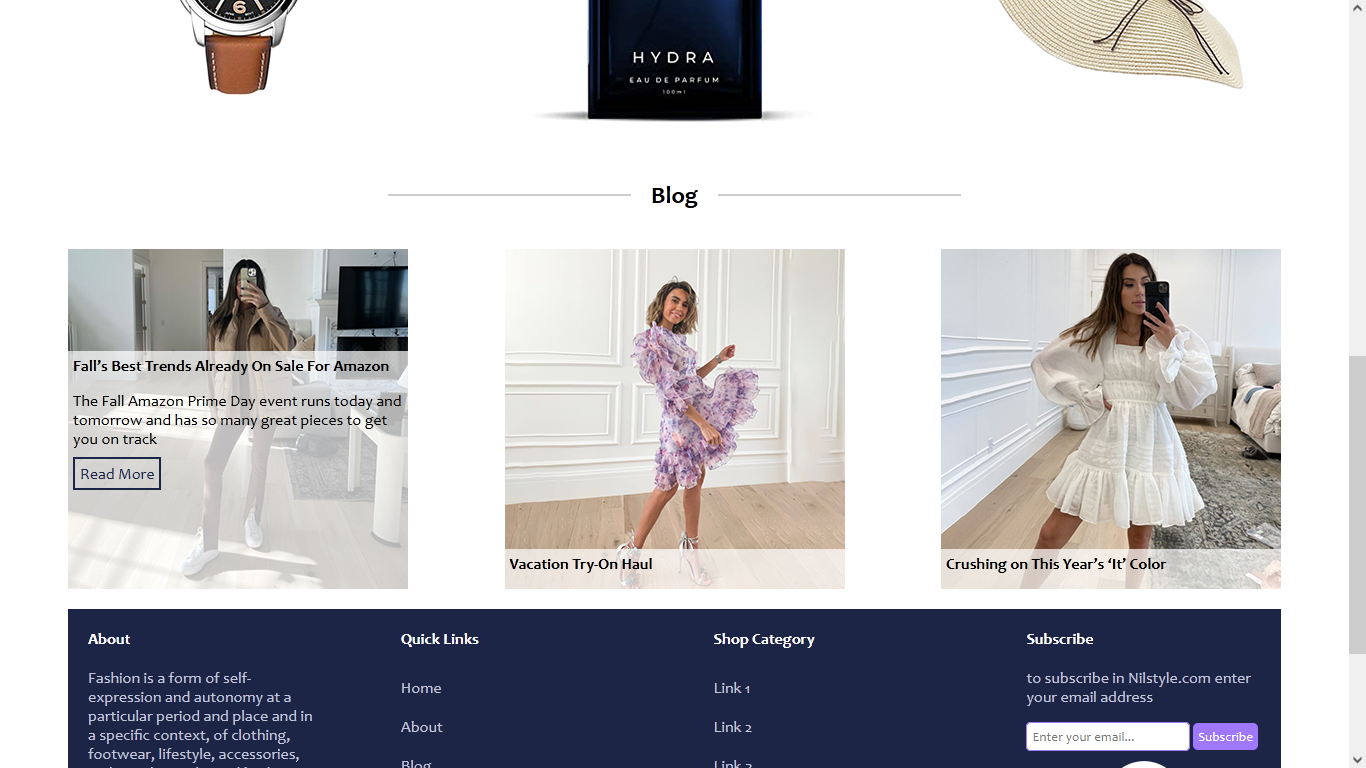 6
HYDRA
EAU DE PARFUM
100ml
Blog
Fall’s Best Trends Already On Sale For Amazon
The Fall Amazon Prime Day event runs today and
tomorrow and has so many great pieces to get
you on track
Read More
Vacation Try-On Haul
Crushing on This Year’s ‘It’ Color
About
Fashion is a form of self-
expression and autonomy at a
particular period and place and in
a specific context, of clothing,
footwear, lifestyle, accessories,
Quick Links
Home
About
Blog
Shop Category
Link 1
Link 2
Link 3
Subscribe
to subscribe in Nilstyle.com enter
your email address
Enter your email...
Subscribe